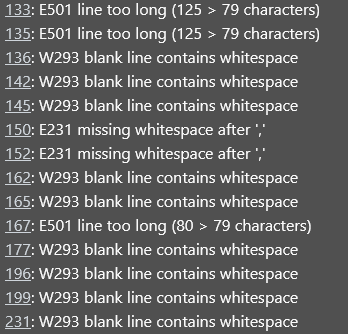 133: E501 line too long (125 > 79 characters)
135: E501 line too long (125 > 79 characters)
136: W293 blank line contains whitespace
142: W293 blank line contains whitespace
145: W293 blank line contains whitespace
150: E231 missing whitespace after ','
152: E231 missing whitespace after ','
162: W293 blank line contains whitespace
165: W293 blank line contains whitespace
167: E501 line too long (80 > 79 characters)
177: W293 blank line contains whitespace
196: W293 blank line contains whitespace
199: W293 blank line contains whitespace
231: W293 blank line contains whitespace